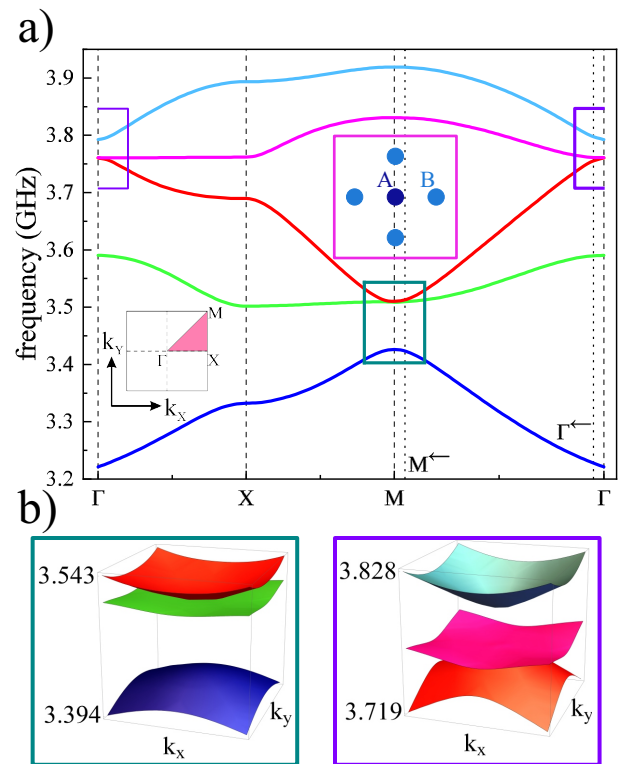 a)
3.9
3.8
3.7
3.6
3.5
3.4
3.3
3.2
frequency (GHz)
A B
M
k_Y
Γ X
k_X
M←
Γ←
Γ X M Γ
b)
3.543
3.394
k_x
k_y
3.828
3.719
k_x
k_y